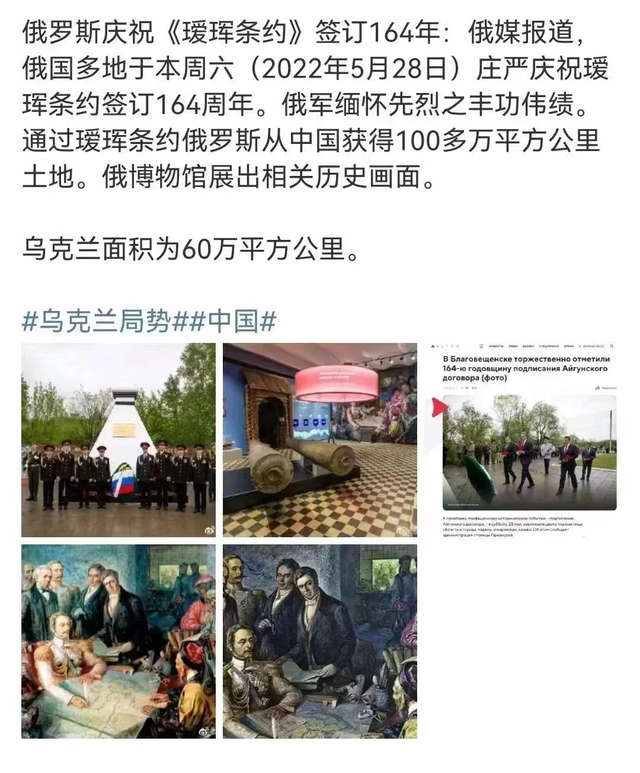 俄罗斯庆祝《瑷珲条约》签订164年：俄媒报道，
俄国多地于本周六（2022年5月28日）庄严庆祝瑷
珲条约签订164周年。俄军缅怀先烈之丰功伟绩。
通过瑷珲条约俄罗斯从中国获得100多万平方公里
土地。俄博物馆展出相关历史画面。
乌克兰面积为60万平方公里。
#乌克兰局势##中国#
В Благовещенске торжественно отметили
164-ю годовщину подписания Айгунского
договора (фото)